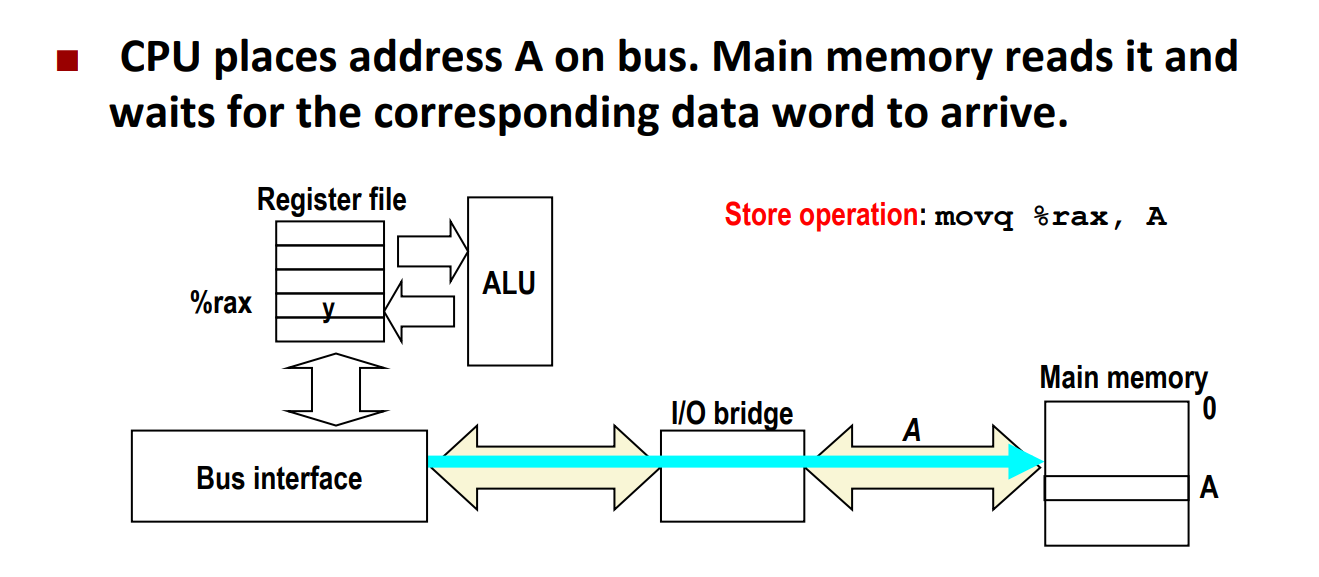 CPU places address A on bus. Main memory reads it and
waits for the corresponding data word to arrive.
Register file
Store operation: movq %rax, A
ALU
%rax
y
Main memory
0
I/O bridge
A
Bus interface
A